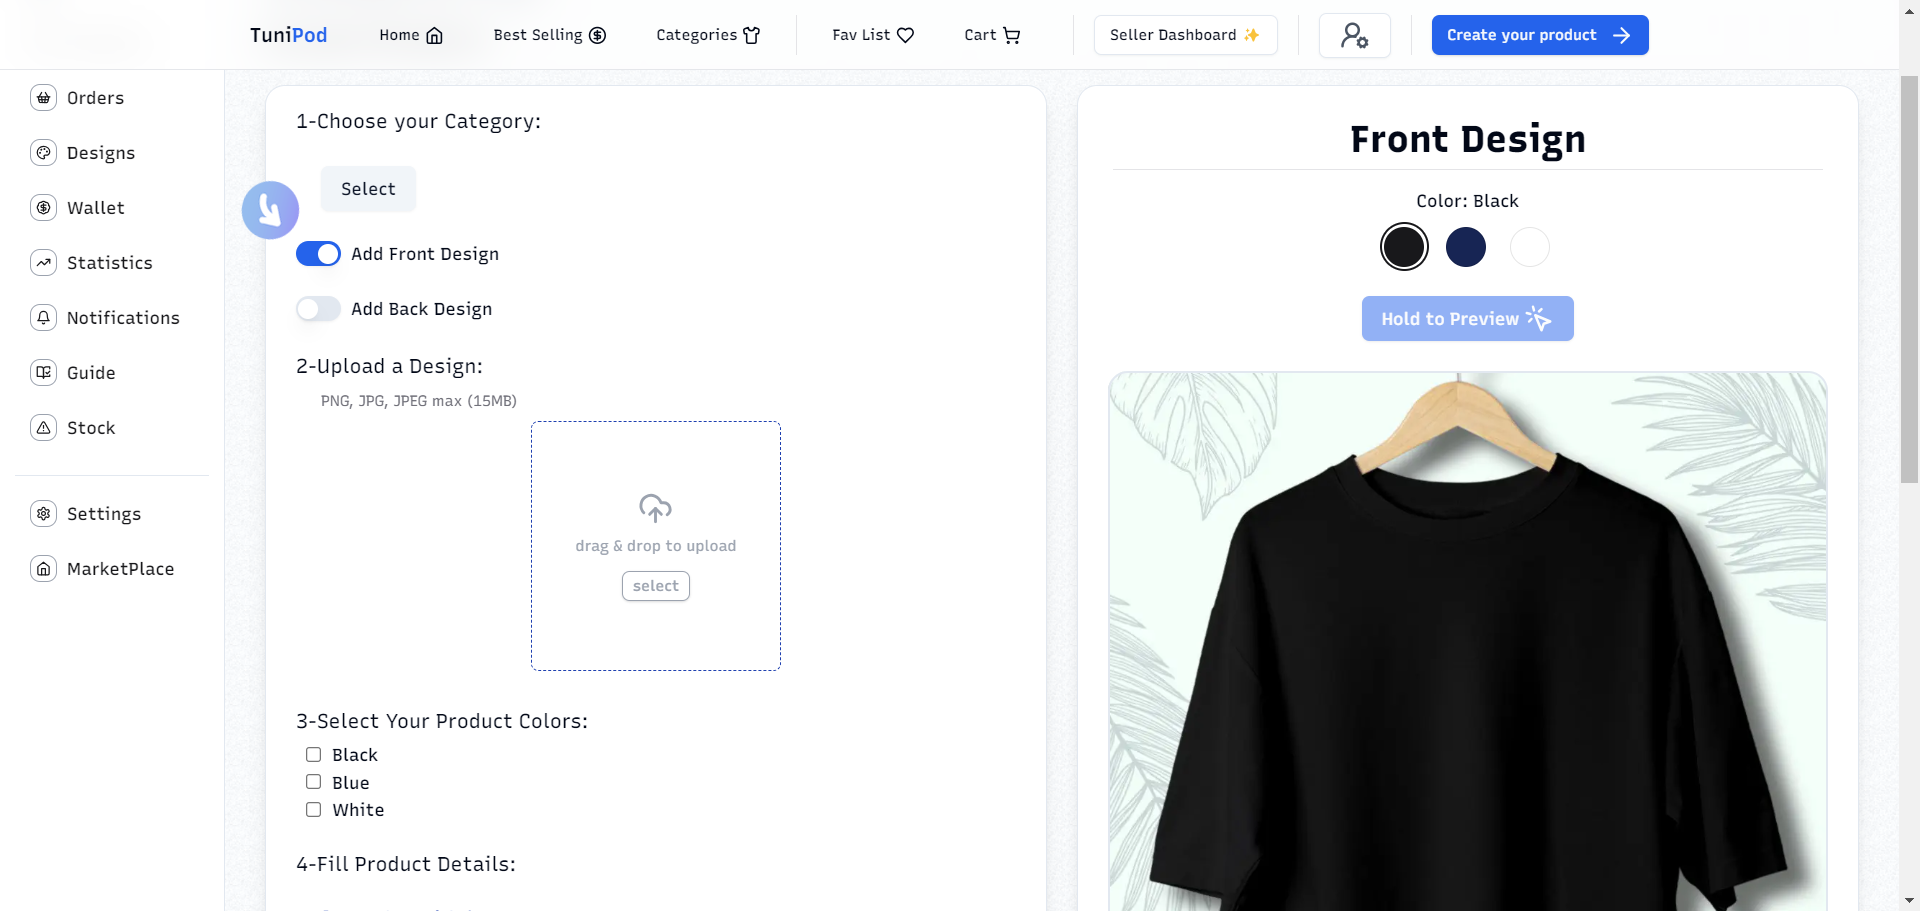 TuniPod
Home
Best Selling
Categories
Fav List
Cart
Seller Dashboard
Create your product
Orders
Designs
Wallet
Statistics
Notifications
Guide
Stock
Settings
MarketPlace
1-Choose your Category:
Select
Add Front Design
Add Back Design
2-Upload a Design:
PNG, JPG, JPEG max (15MB)
drag & drop to upload
select
3-Select Your Product Colors:
Black
Blue
White
4-Fill Product Details:
Front Design
Color: Black
Hold to Preview